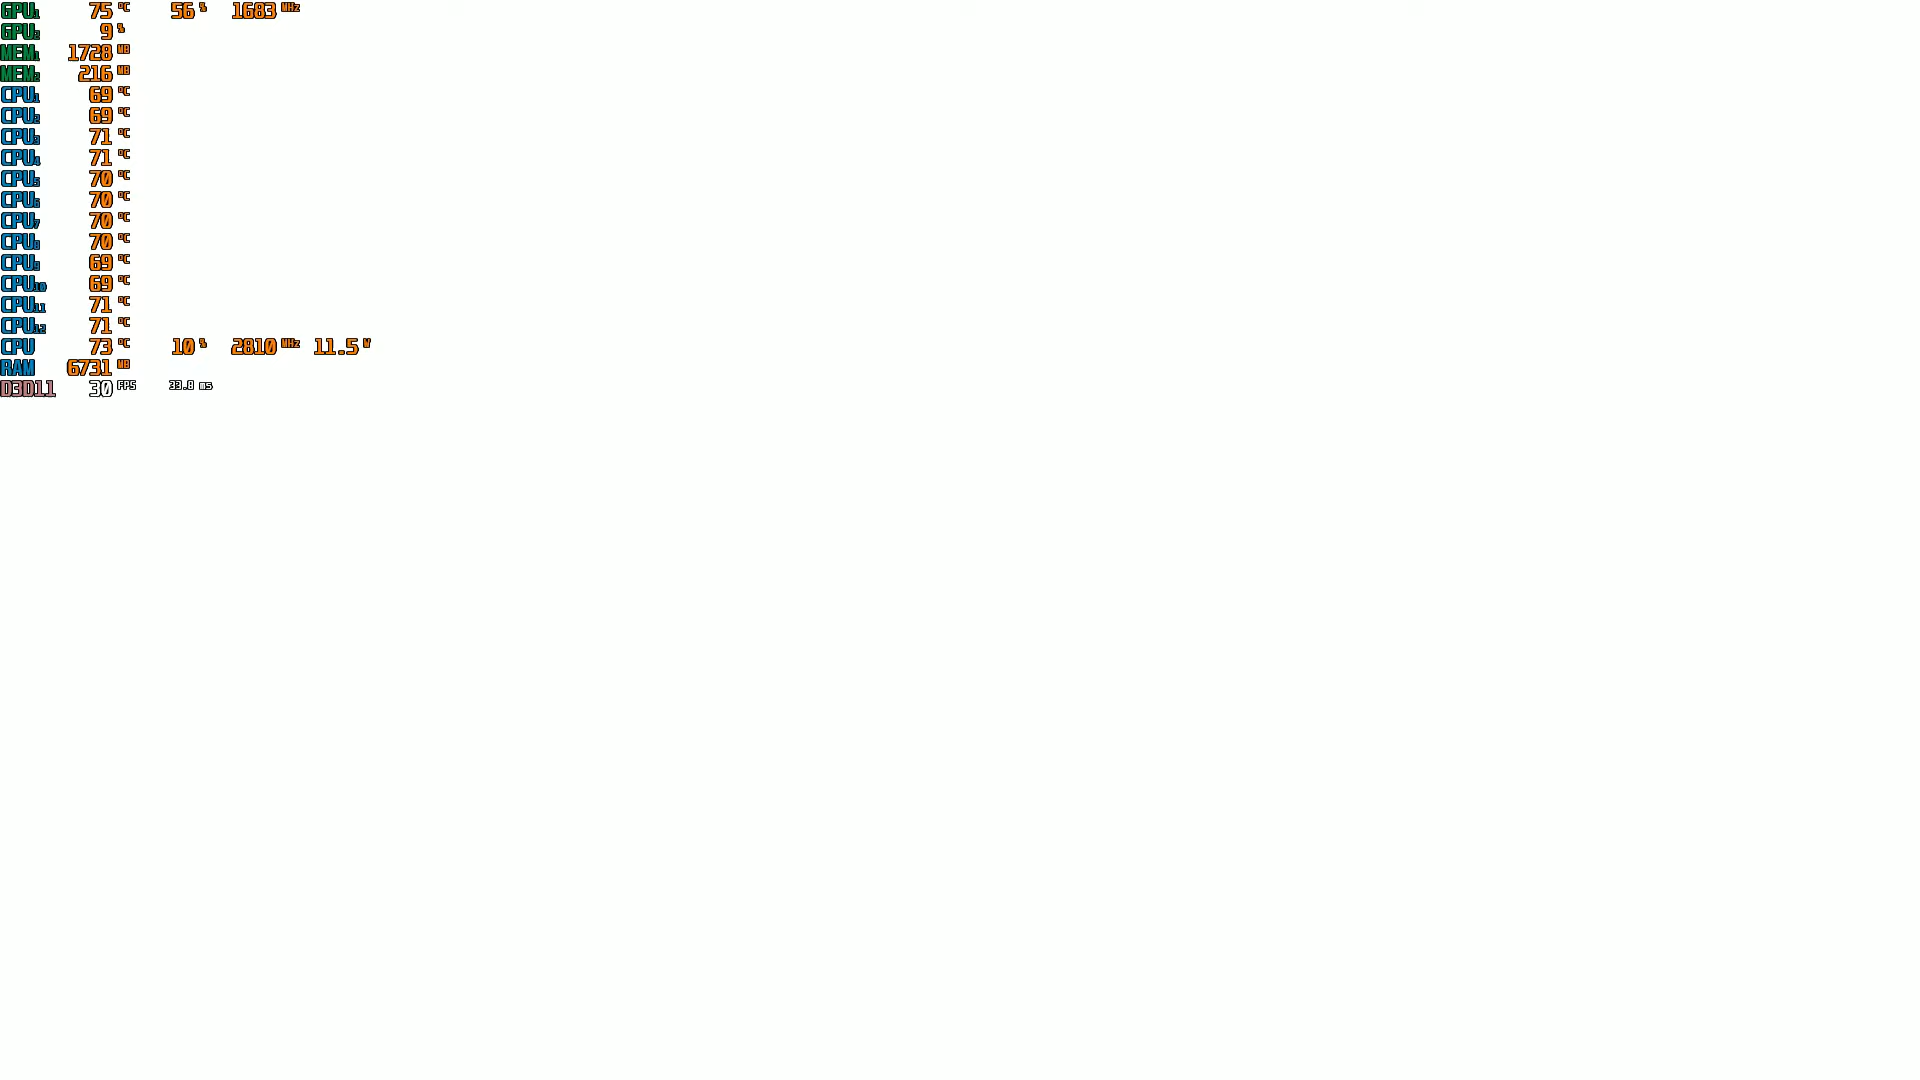 GPU1 75 °C 56 % 1683 MHz
GPU2 9 %
MEM1 1728 MB
MEM2 216 MB
CPU1 69 °C
CPU2 69 °C
CPU3 71 °C
CPU4 71 °C
CPU5 70 °C
CPU6 70 °C
CPU7 70 °C
CPU8 70 °C
CPU9 69 °C
CPU10 69 °C
CPU11 71 °C
CPU12 71 °C
CPU 73 °C 10 % 2810 MHz 11.5 W
RAM 6731 MB
D3D11 30 FPS 33.8 ms